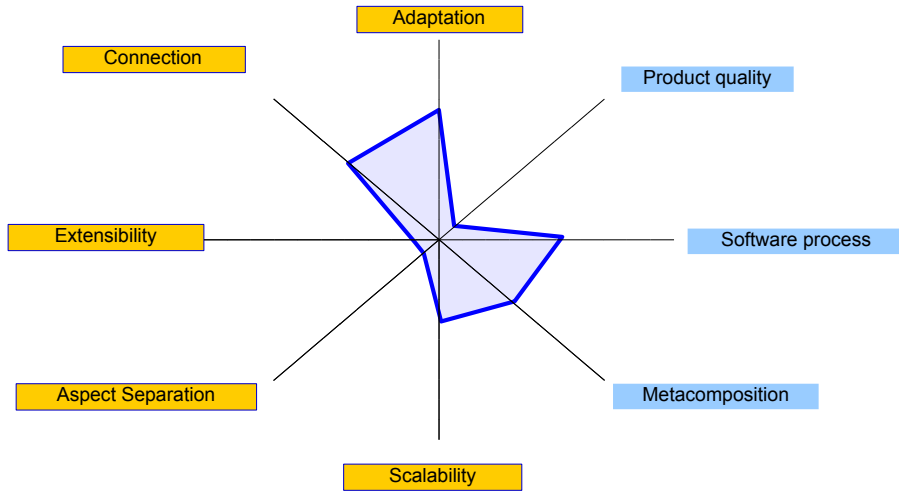 Adaptation
Connection
Product quality
Extensibility
Software process
Aspect Separation
Metacomposition
Scalability